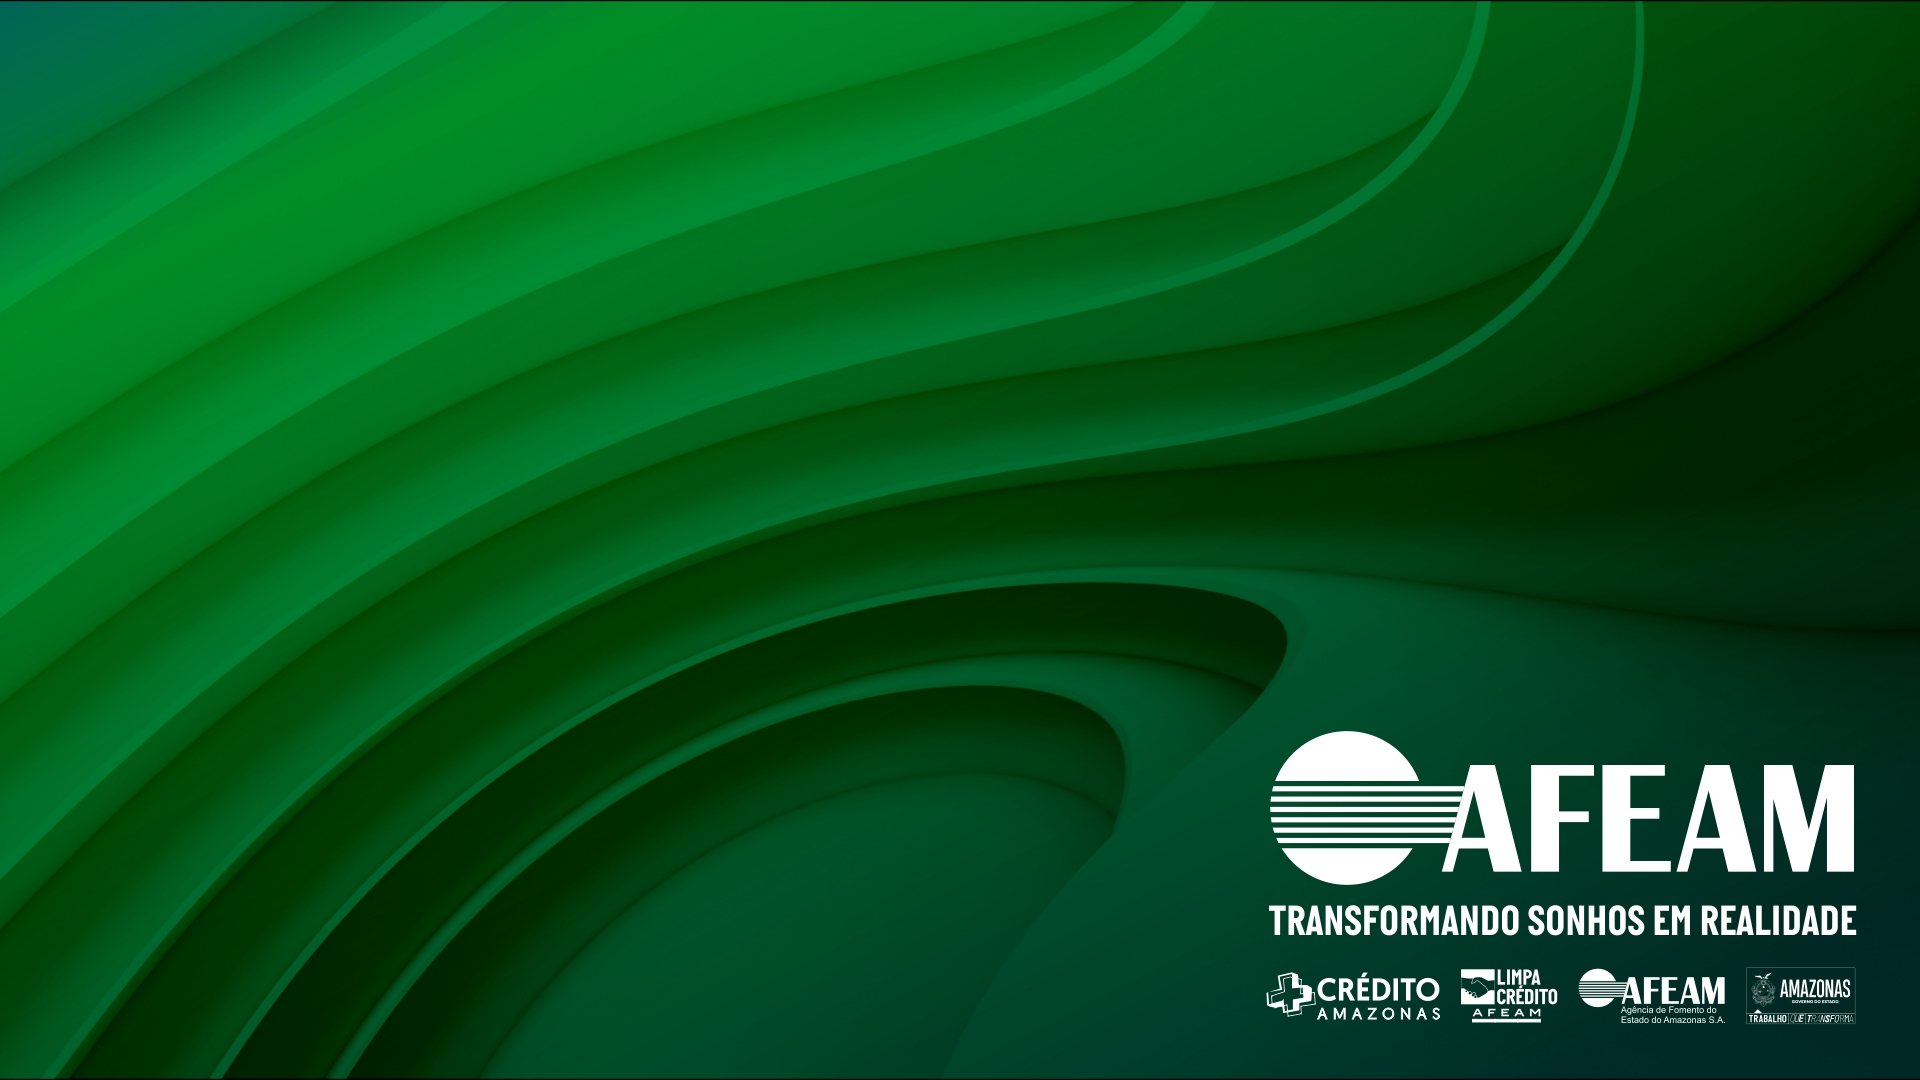 AFEAM
TRANSFORMANDO SONHOS EM REALIDADE
CRÉDITO
AMAZONAS
LIMPA
CRÉDITO
AFEAM
AFEAM
Agência de Fomento do
Estado do Amazonas S.A.
AMAZONAS
GOVERNO DO ESTADO
TRABALHO QUE TRANSFORMA